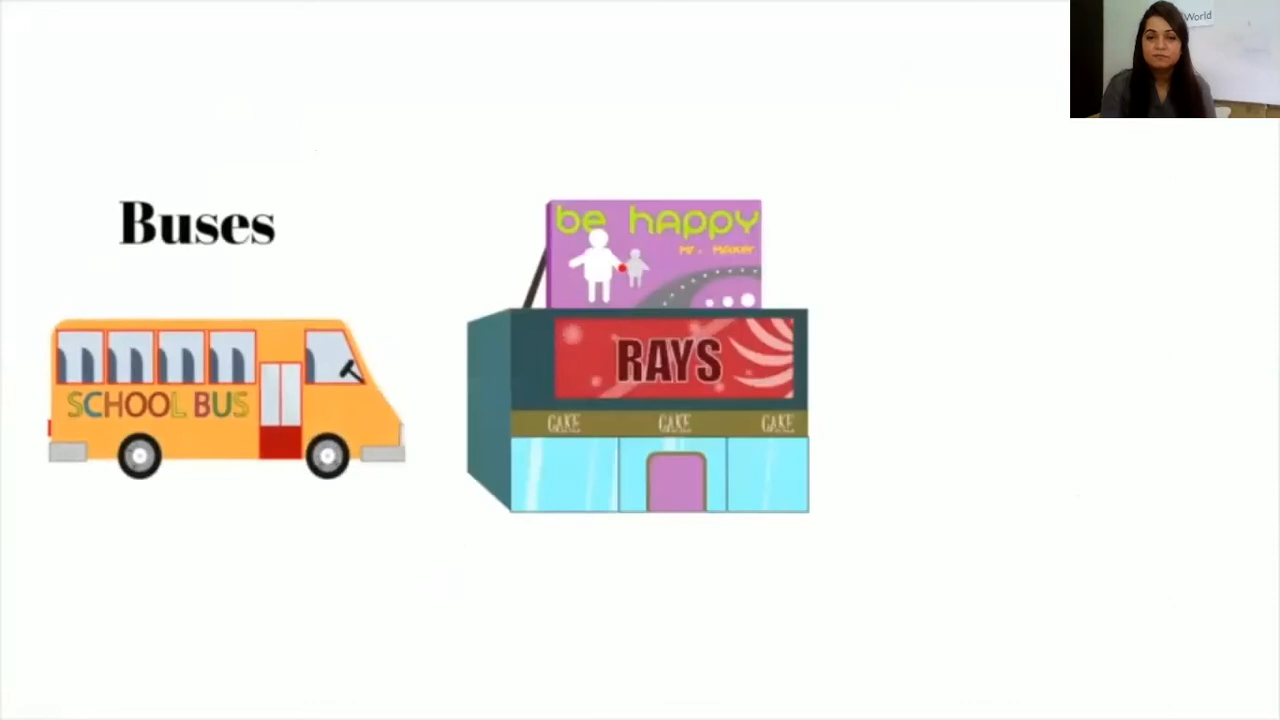 World
Buses
be happy
SCHOOL BUS
RAYS
CAKE CAKE CAKE